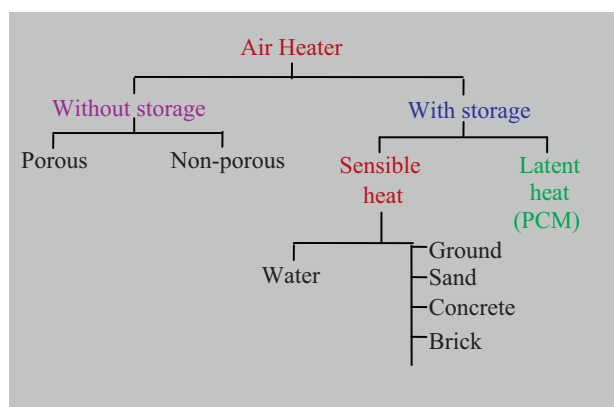 Air Heater
Without storage
With storage
Porous
Non-porous
Sensible
heat
Latent
heat
(PCM)
Water
Ground
Sand
Concrete
Brick